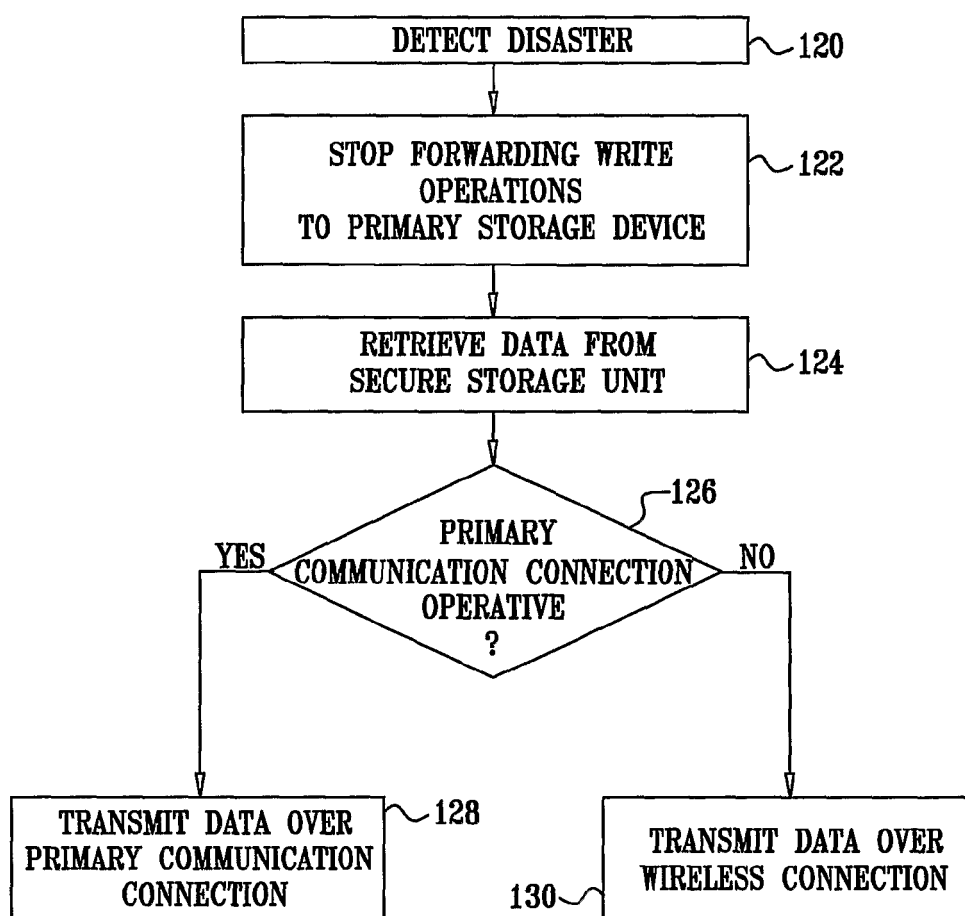 DETECT DISASTER
120
STOP FORWARDING WRITE
OPERATIONS
TO PRIMARY STORAGE DEVICE
122
RETRIEVE DATA FROM
SECURE STORAGE UNIT
124
126
PRIMARY
COMMUNICATION CONNECTION
OPERATIVE
?
YES
NO
TRANSMIT DATA OVER
PRIMARY COMMUNICATION
CONNECTION
128
TRANSMIT DATA OVER
WIRELESS CONNECTION
130